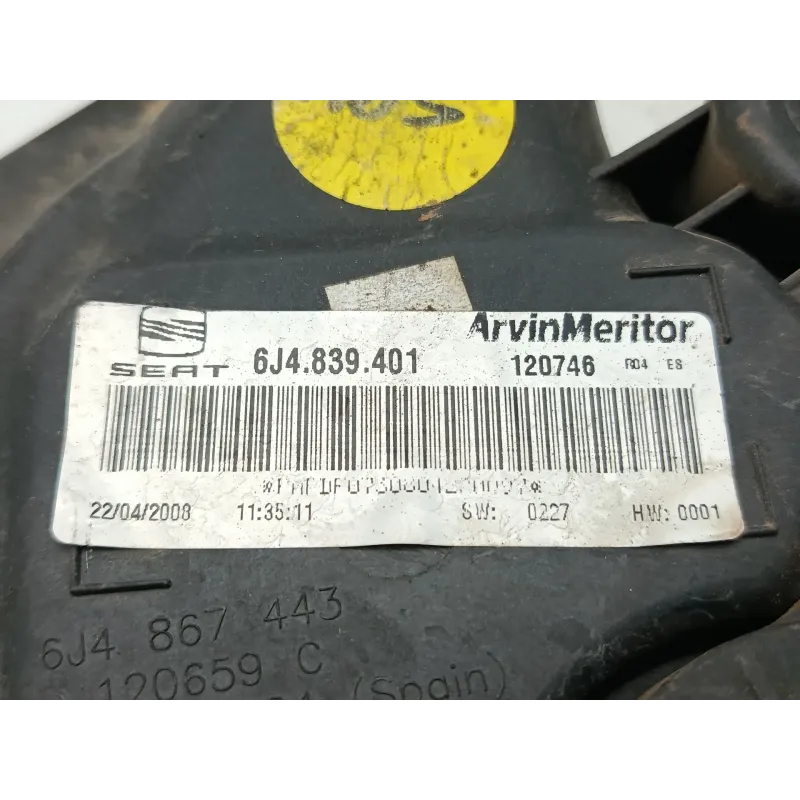 ArvinMeritor
SEAT 6J4.839.401 120746 R04 ES
22/04/2008 11:35:11 SW: 0227 HW: 0001
6J4 867 443
120659 C
(Spain)